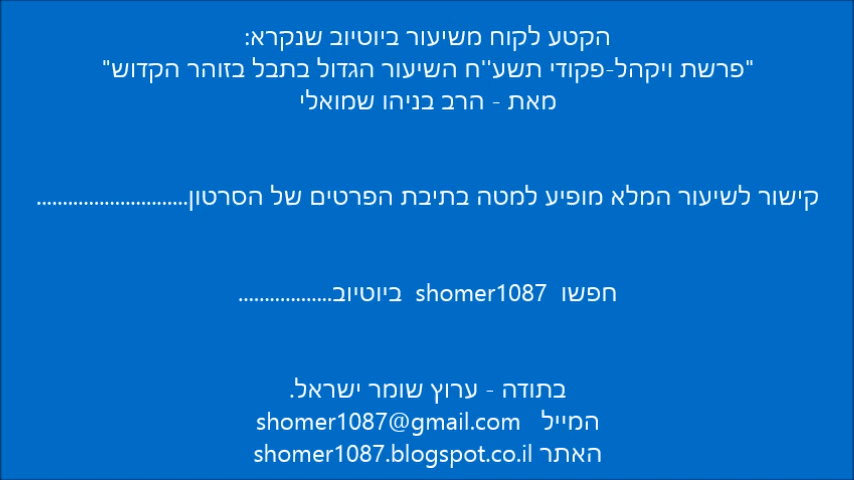 הקטע לקוח משיעור ביוטיוב שנקרא:
"פרשת ויקהל-פקודי תשע''ח השיעור הגדול בתבל בזוהר הקדוש"
מאת - הרב בניהו שמואלי
קישור לשיעור המלא מופיע למטה בתיבת הפרטים של הסרטון.............................
חפשו shomer1087 ביוטיוב..................
בתודה - ערוץ שומר ישראל.
המייל shomer1087@gmail.com
האתר shomer1087.blogspot.co.il